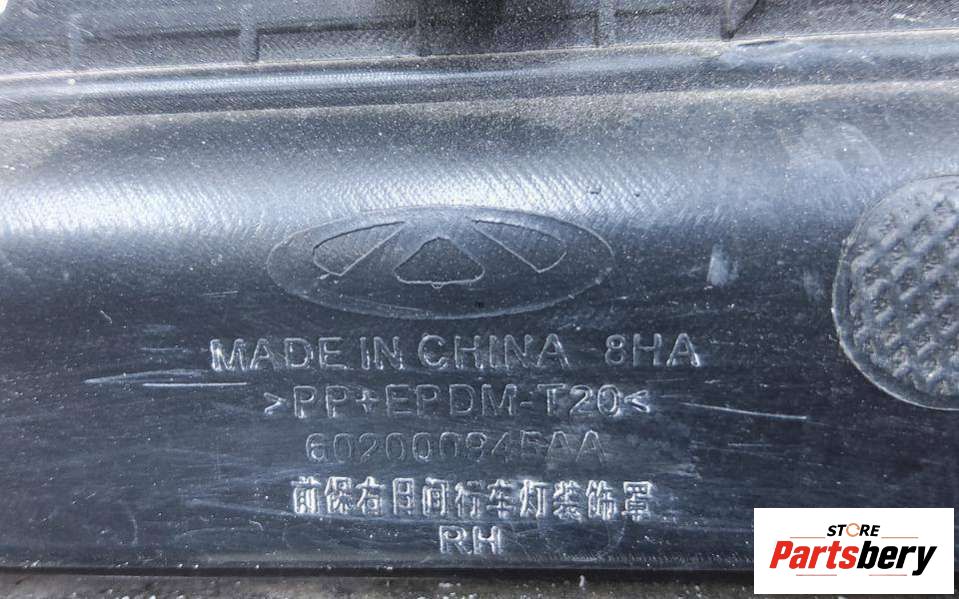 MADE IN CHINA 8HA
>PP+EPDM-T20<
602000845AA
前保右日间行车灯装饰罩
RH
STORE
Partsbery